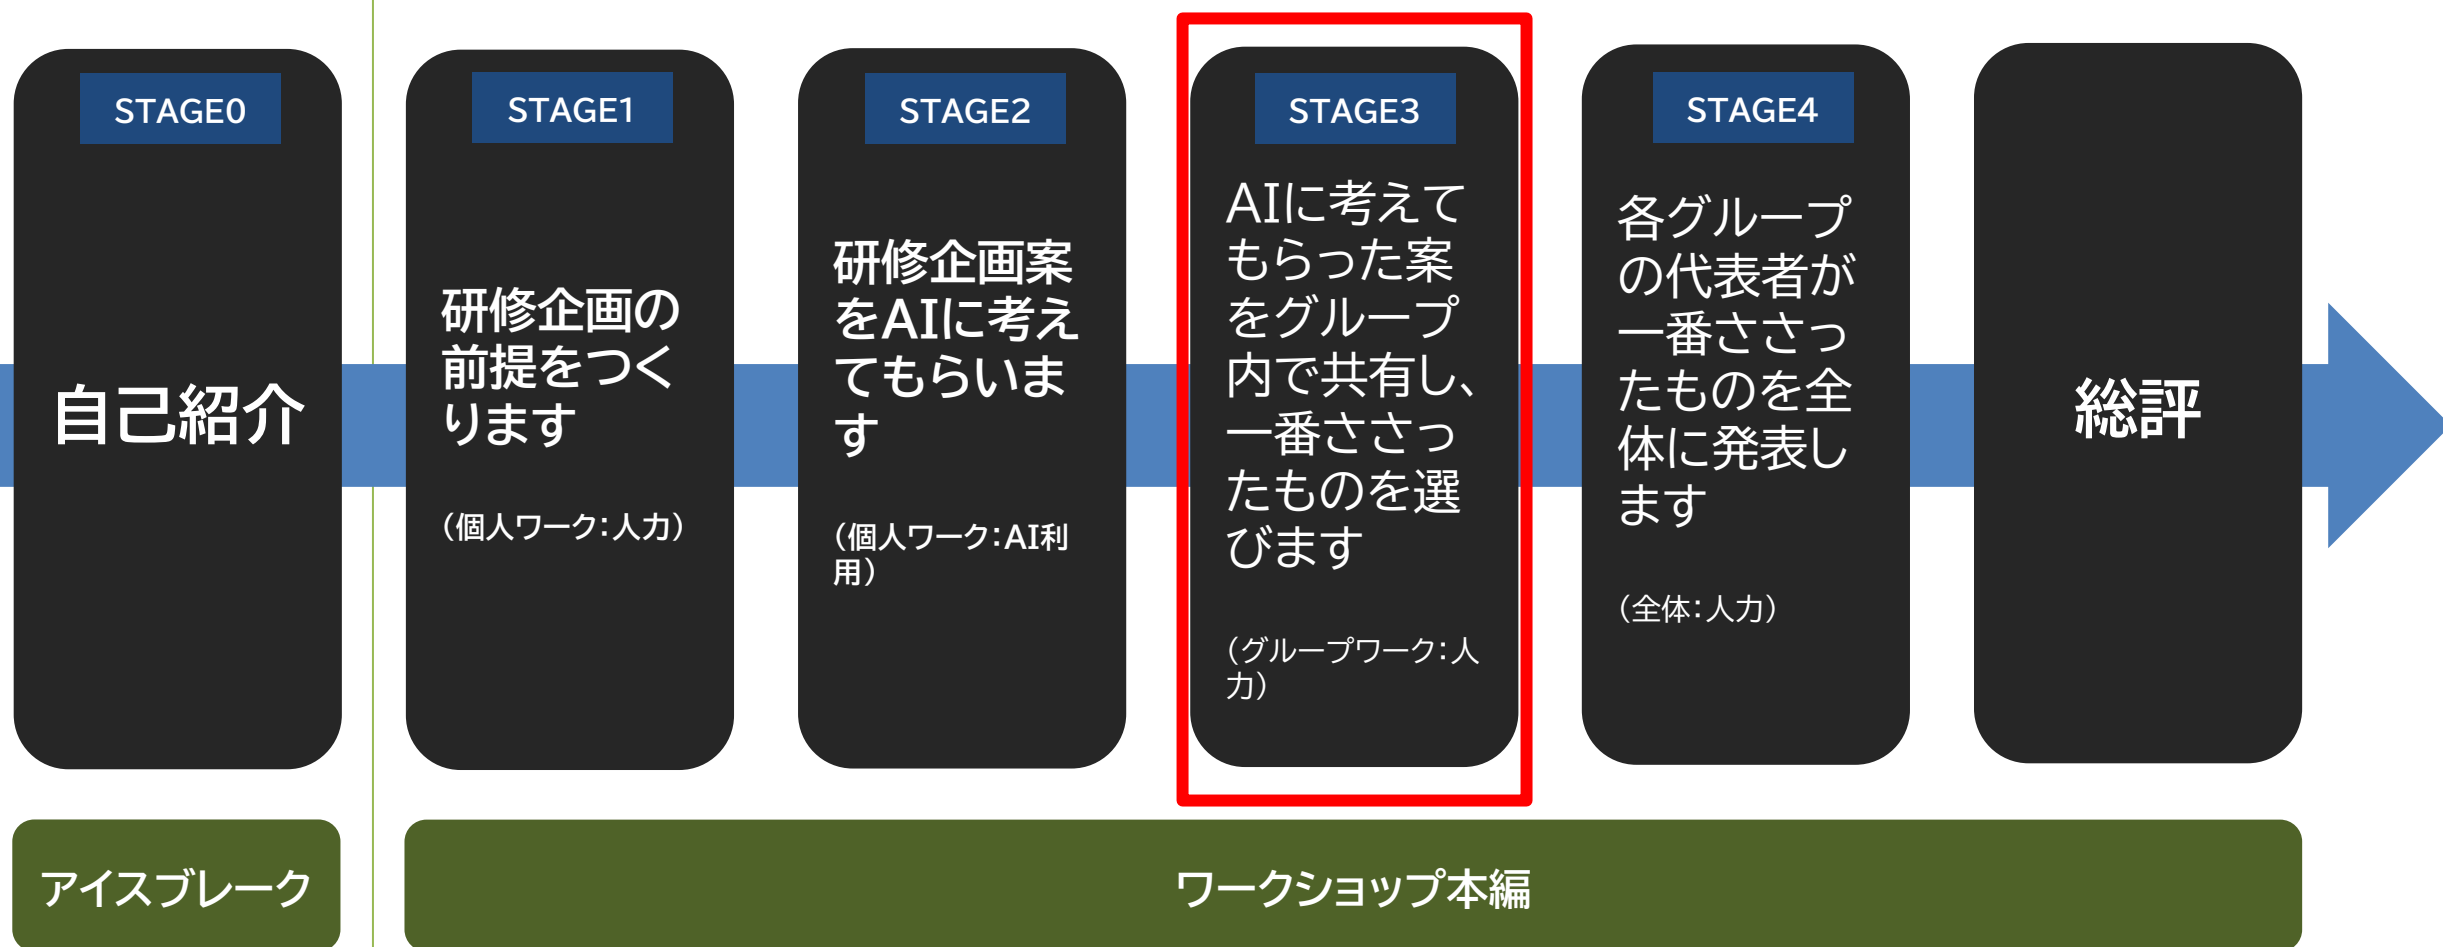 STAGE0
自己紹介
STAGE1
研修企画の
前提をつく
ります
（個人ワーク：人力）
STAGE2
研修企画案
をAIに考え
てもらいま
す
（個人ワーク：AI利
用）
STAGE3
AIに考えて
もらった案
をグループ
内で共有し、
一番ささっ
たものを選
びます
（グループワーク：人
力）
STAGE4
各グループ
の代表者が
一番ささっ
たものを全
体に発表し
ます
（全体：人力）
総評
アイスブレーク
ワークショップ本編